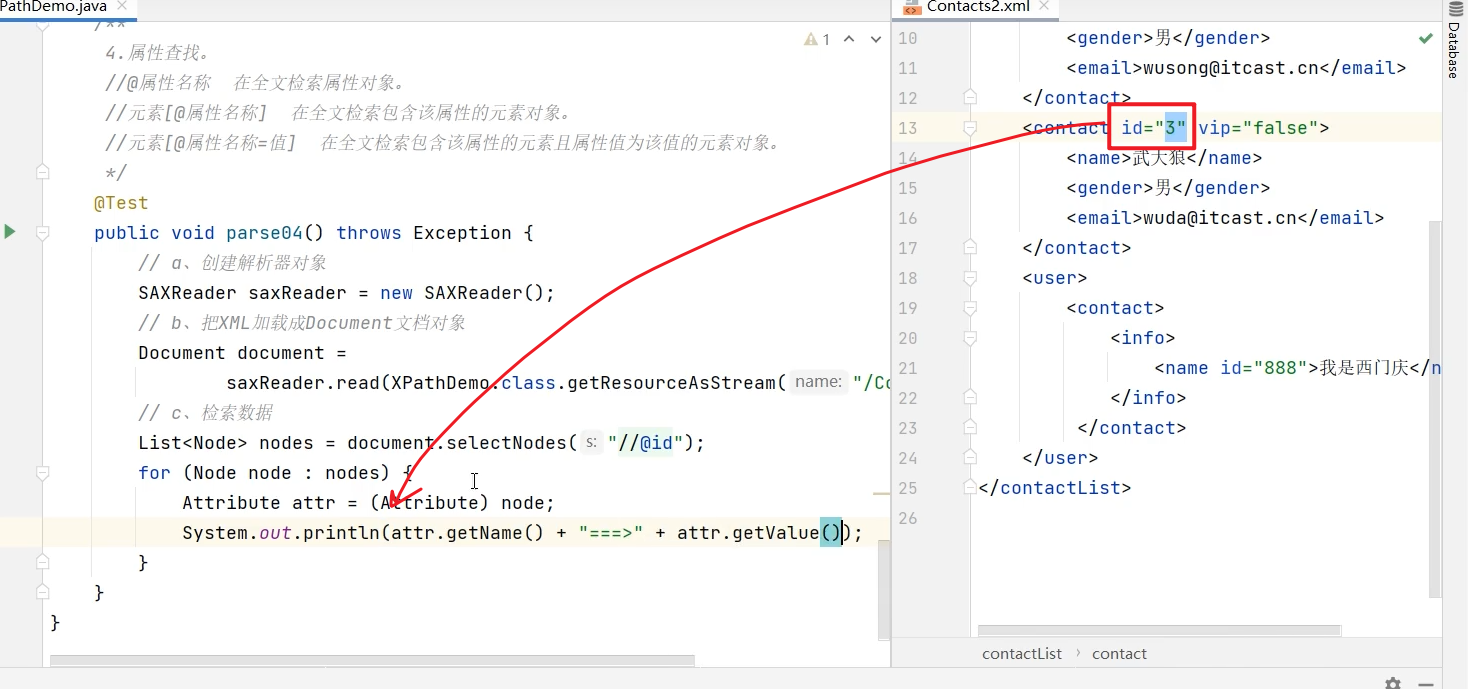 PathDemo.java
/**
4.属性查找。
//@属性名称 在全文检索属性对象。
//元素[@属性名称] 在全文检索包含该属性的元素对象。
//元素[@属性名称=值] 在全文检索包含该属性的元素且属性值为该值的元素对象。
*/
@Test
public void parse04() throws Exception {
// a、创建解析器对象
SAXReader saxReader = new SAXReader();
// b、把XML加载成Document文档对象
Document document =
saxReader.read(XPathDemo.class.getResourceAsStream( name: "/Co
// c、检索数据
List<Node> nodes = document.selectNodes( s: "//@id");
for (Node node : nodes) {
Attribute attr = (Attribute) node;
System.out.println(attr.getName() + "===>" + attr.getValue());
}
}
}
1
Contacts2.xml
10 <gender>男</gender>
11 <email>wusong@itcast.cn</email>
12 </contact>
13 <contact id="3" vip="false">
14 <name>武大狼</name>
15 <gender>男</gender>
16 <email>wuda@itcast.cn</email>
17 </contact>
18 <user>
19 <contact>
20 <info>
21 <name id="888">我是西门庆</n
22 </info>
23 </contact>
24 </user>
25 </contactList>
26
contactList › contact
Database